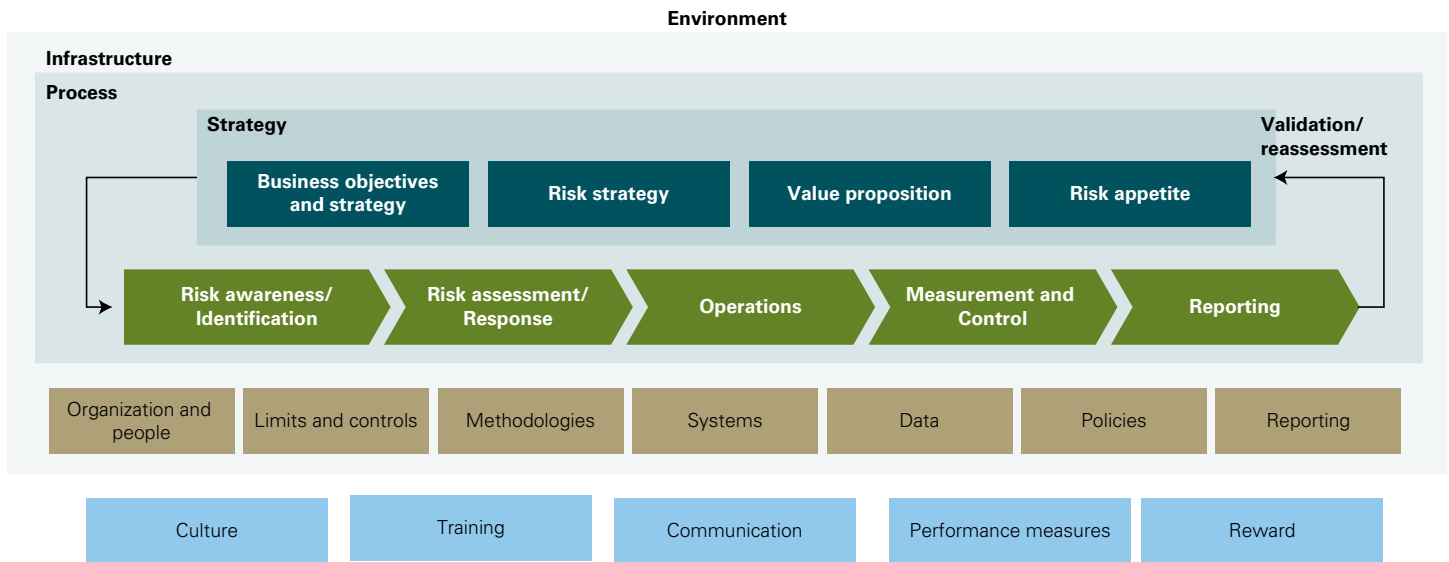 Environment
Infrastructure
Process
Strategy
Validation/
reassessment
Business objectives
and strategy
Risk strategy
Value proposition
Risk appetite
Risk awareness/
Identification
Risk assessment/
Response
Operations
Measurement and
Control
Reporting
Organization and
people
Limits and controls
Methodologies
Systems
Data
Policies
Reporting
Culture
Training
Communication
Performance measures
Reward